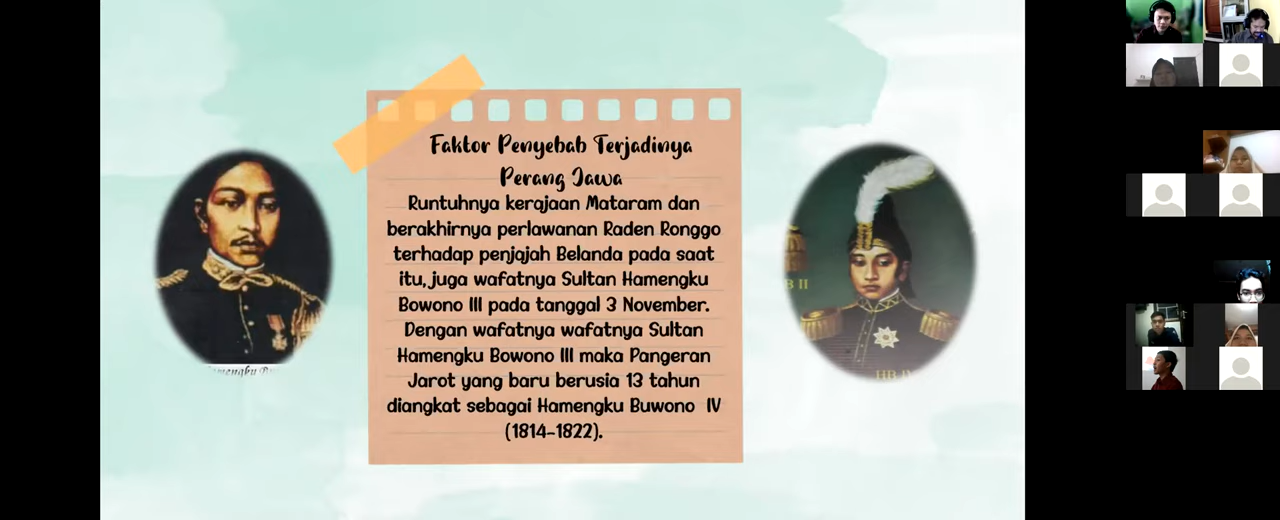 Faktor Penyebab Terjadinya
Perang Jawa
Runtuhnya kerajaan Mataram dan
berakhirnya perlawanan Raden Ronggo
terhadap penjajah Belanda pada saat
itu,juga wafatnya Sultan Hamengku
Bowono III pada tanggal 3 November.
Dengan wafatnya wafatnya Sultan
Hamengku Bowono III maka Pangeran
Jarot yang baru berusia 13 tahun
diangkat sebagai Hamengku Buwono IV
(1814-1822).